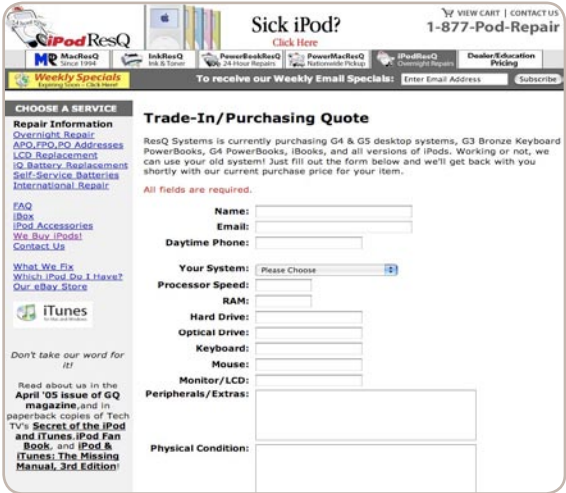 iPod ResQ
Sick iPod?
Click Here
VIEW CART | CONTACT US
1-877-Pod-Repair
MacResQ
Since 1994
InkResQ
Ink & Toner
PowerBookResQ
24 Hour Repairs
PowerMacResQ
Nationwide Pickup
iPodResQ
Overnight Repairs
Dealer/Education
Pricing
Weekly Specials
Expiring Soon - Click Here!
To receive our Weekly Email Specials:
Enter Email Address
Subscribe
CHOOSE A SERVICE
Repair Information
Overnight Repair
APO,FPO,PO Addresses
LCD Replacement
iQ Battery Replacement
Self-Service Batteries
International Repair
FAQ
iBox
iPod Accessories
We Buy iPods!
Contact Us
What We Fix
Which iPod Do I Have?
Our eBay Store
iTunes
For Mac and Windows
Don't take our word for
it!
Read about us in the
April '05 issue of GQ
magazine,and in
paperback copies of Tech
TV's Secret of the iPod
and iTunes,iPod Fan
Book, and iPod &
iTunes: The Missing
Manual, 3rd Edition!
Trade-In/Purchasing Quote
ResQ Systems is currently purchasing G4 & G5 desktop systems, G3 Bronze Keyboard
PowerBooks, G4 PowerBooks, iBooks, and all versions of iPods. Working or not, we
can use your old system! Just fill out the form below and we'll get back with you
shortly with our current purchase price for your item.
All fields are required.
Name:
Email:
Daytime Phone:
Your System: Please Choose
Processor Speed:
RAM:
Hard Drive:
Optical Drive:
Keyboard:
Mouse:
Monitor/LCD:
Peripherals/Extras:
Physical Condition: